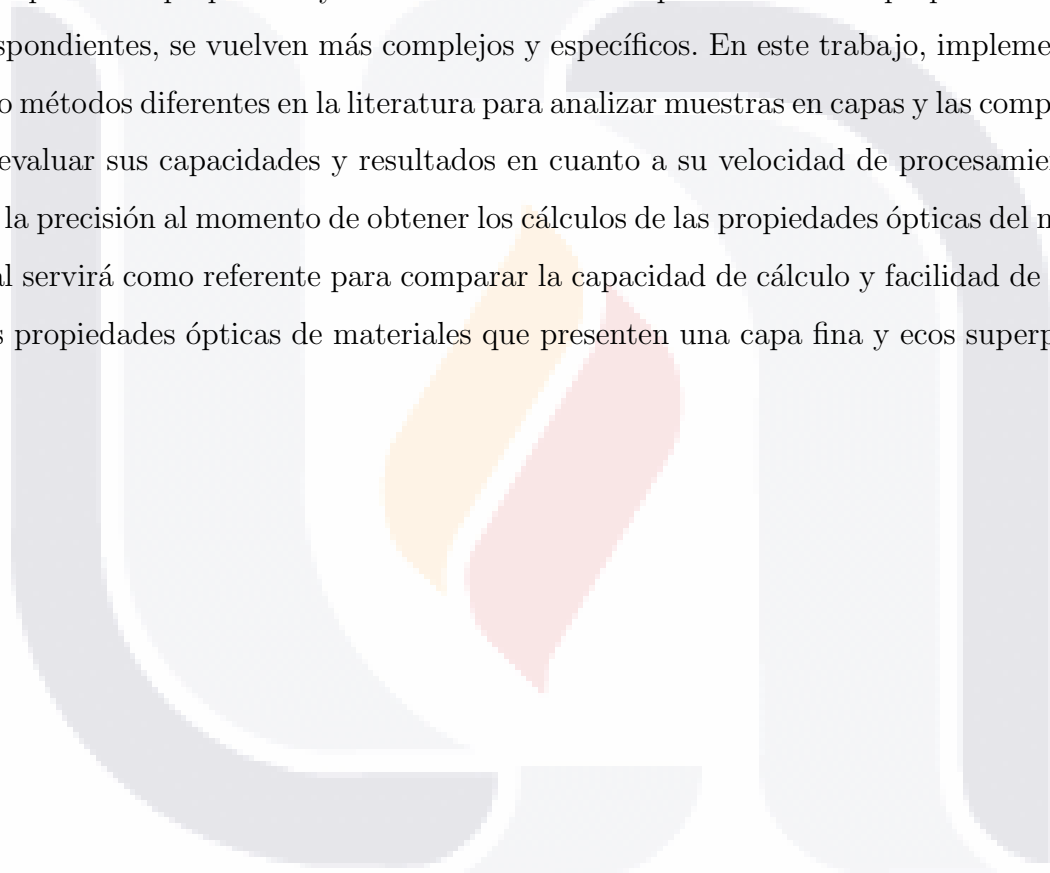 spondientes, se vuelven más complejos y específicos. En este trabajo, impleme
o métodos diferentes en la literatura para analizar muestras en capas y las comp
evaluar sus capacidades y resultados en cuanto a su velocidad de procesamie
la precisión al momento de obtener los cálculos de las propiedades ópticas del
al servirá como referente para comparar la capacidad de cálculo y facilidad de
s propiedades ópticas de materiales que presenten una capa fina y ecos superp